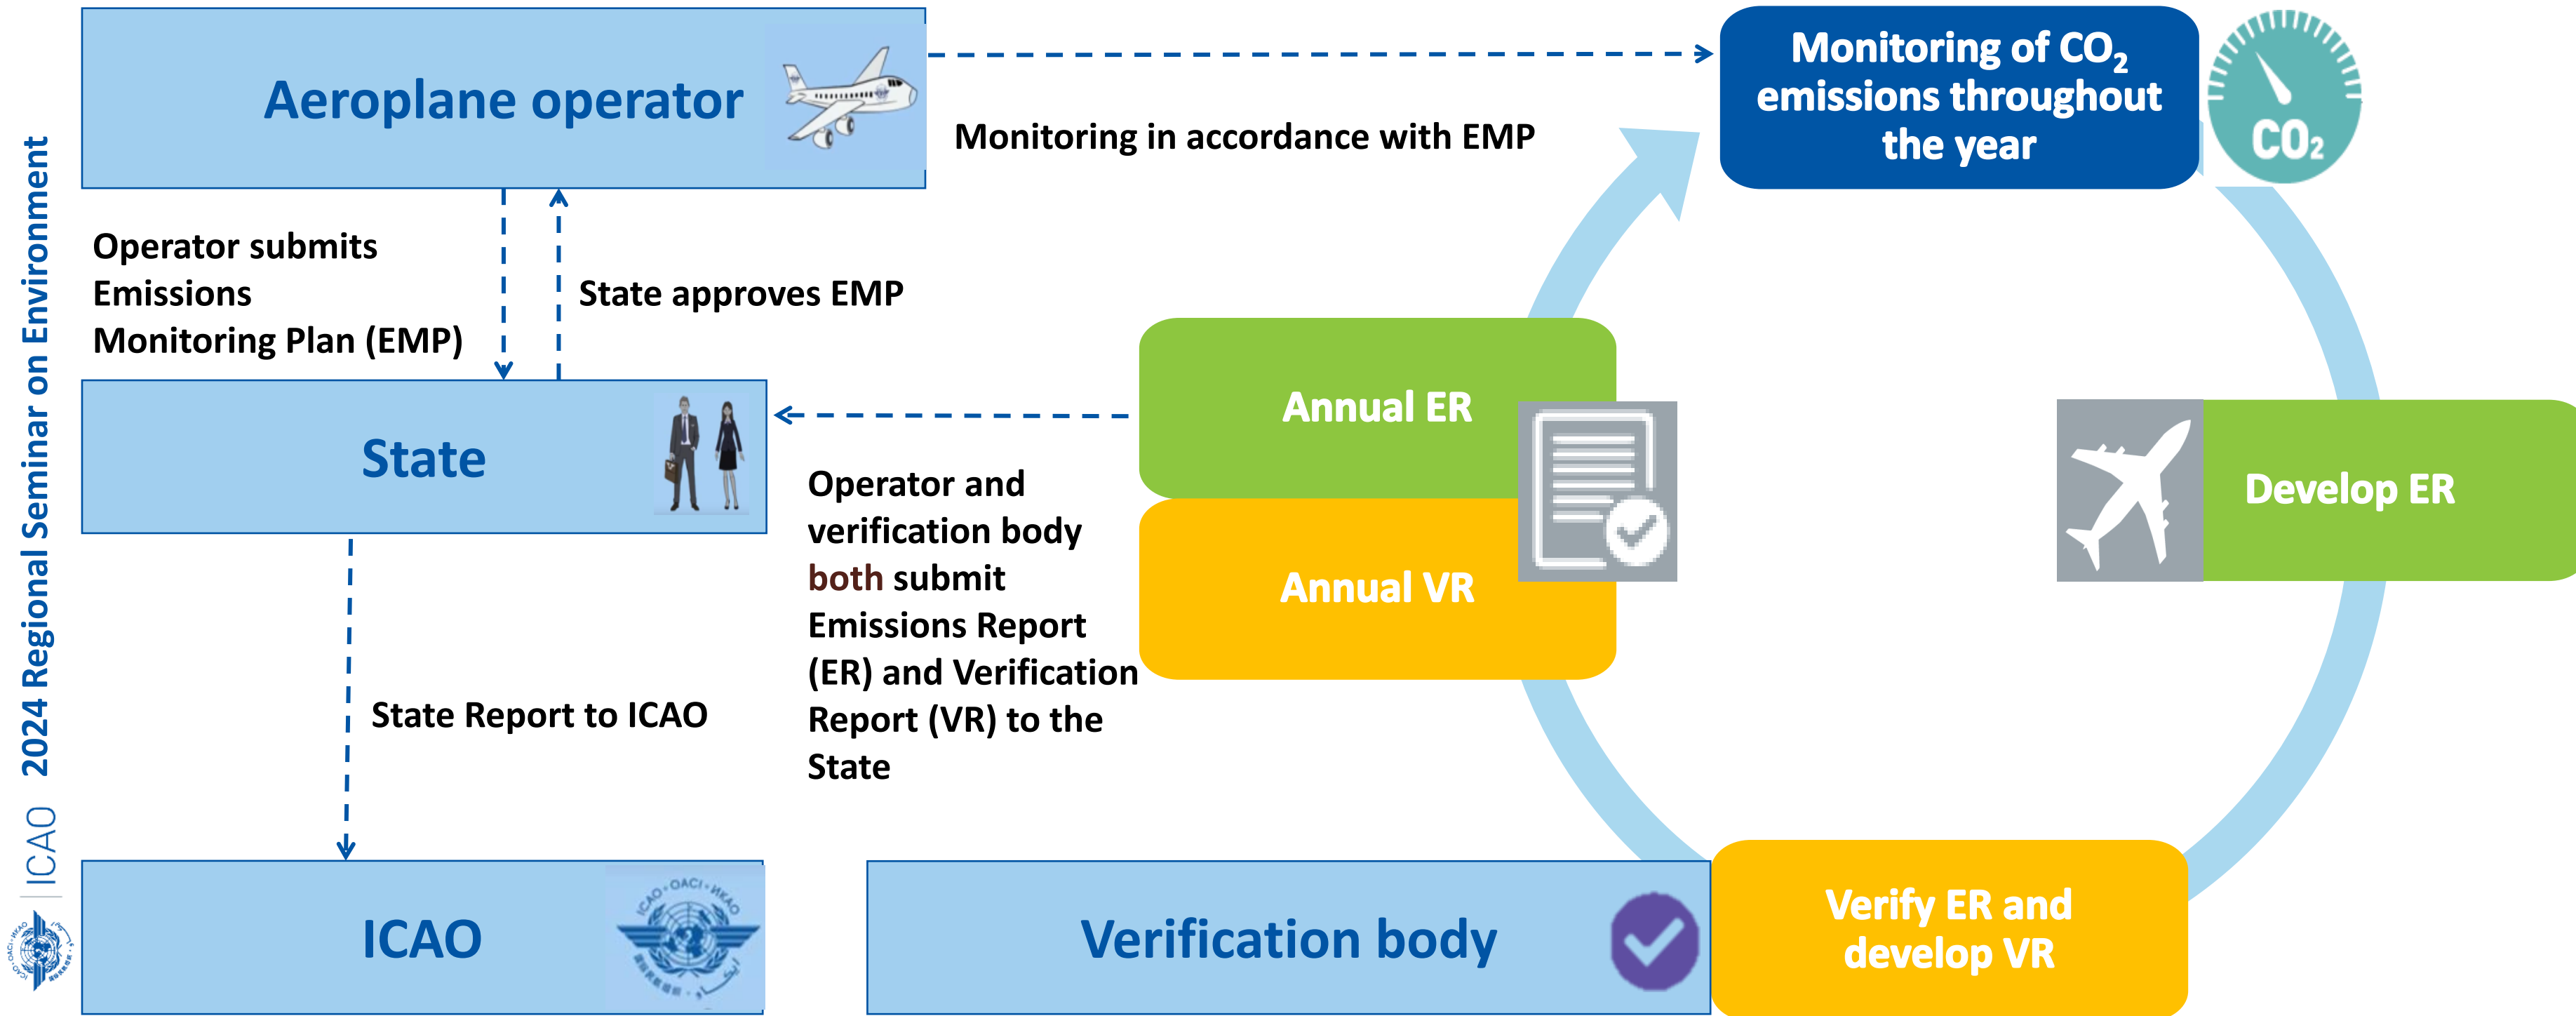 Aeroplane operator
Monitoring in accordance with EMP
Monitoring of CO₂
emissions throughout
the year
CO₂
Operator submits
Emissions
Monitoring Plan (EMP)
State approves EMP
State
Annual ER
Annual VR
Develop ER
Operator and
verification body
both submit
Emissions Report
(ER) and Verification
Report (VR) to the
State
State Report to ICAO
ICAO
ICAO · OACI · ИКАО
Verification body
Verify ER and
develop VR
ICAO 2024 Regional Seminar on Environment